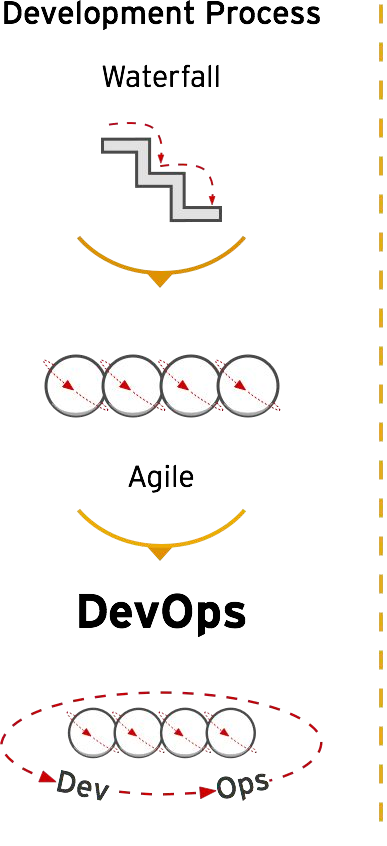 Development Process
Waterfall
Agile
DevOps
Dev
Ops